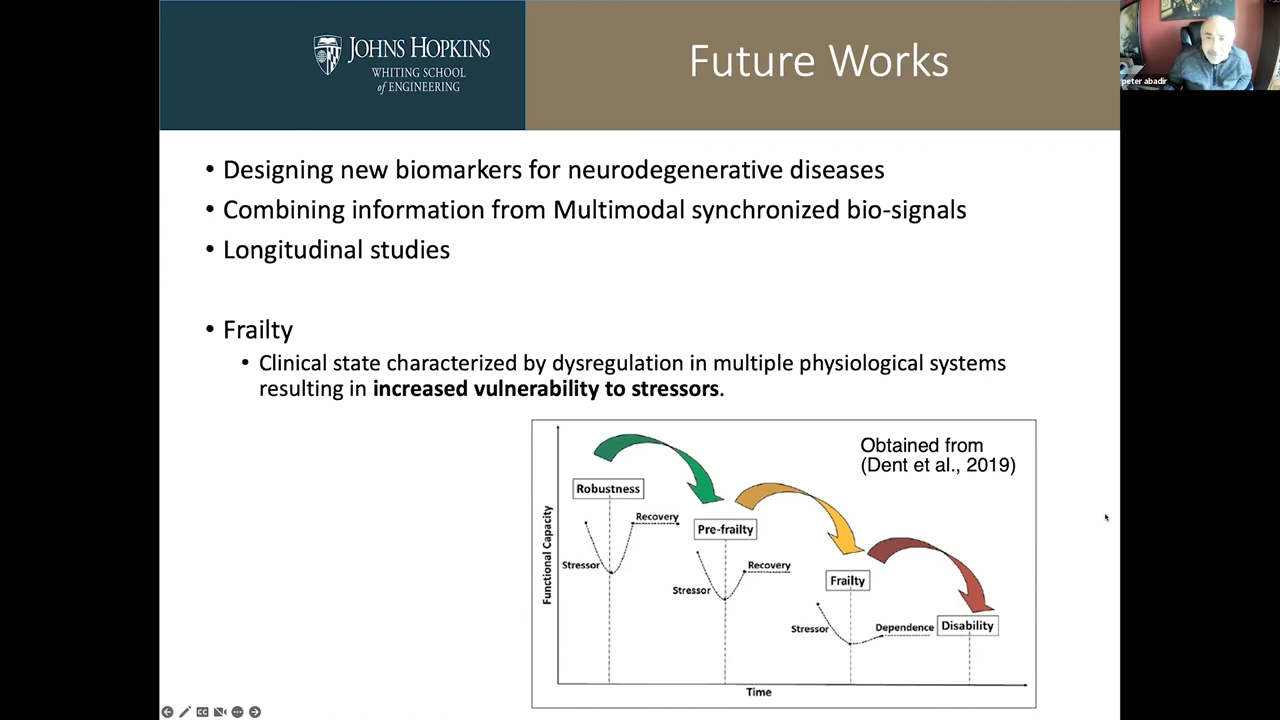 JOHNS HOPKINS
WHITING SCHOOL
of ENGINEERING
Future Works
peter abadir
• Designing new biomarkers for neurodegenerative diseases
• Combining information from Multimodal synchronized bio-signals
• Longitudinal studies
• Frailty
• Clinical state characterized by dysregulation in multiple physiological systems
resulting in increased vulnerability to stressors.
Obtained from
(Dent et al., 2019)
Robustness
Recovery
Stressor
Pre-frailty
Recovery
Stressor
Frailty
Stressor
Dependence
Disability
Functional Capacity
Time